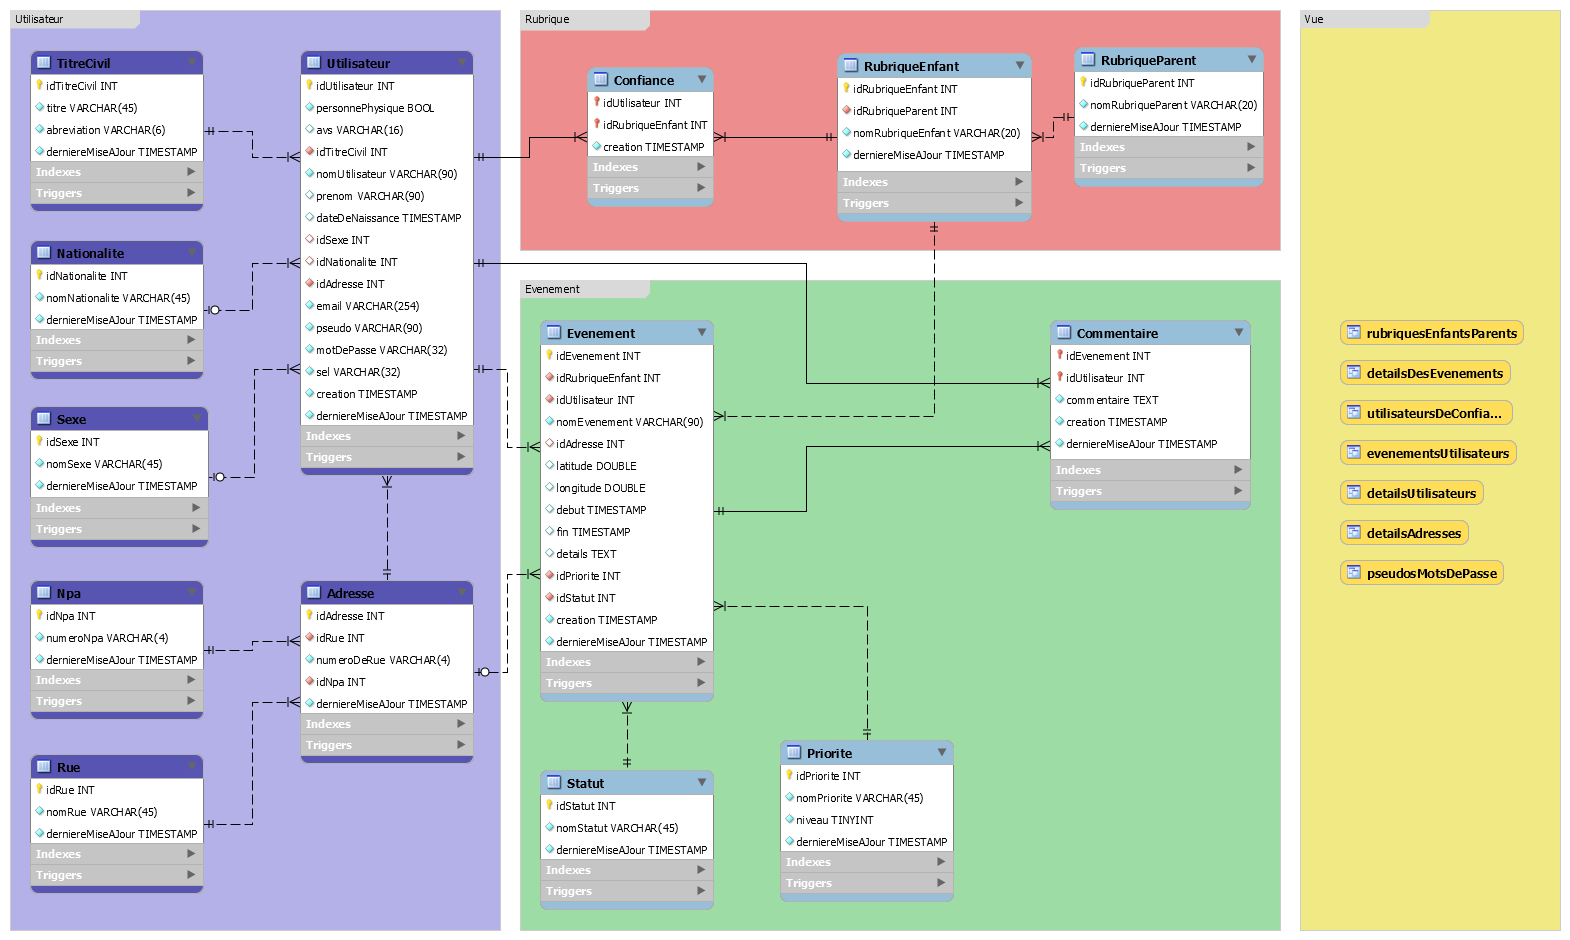 Utilisateur
TitreCivil
idTitreCivil INT
titre VARCHAR(45)
abreviation VARCHAR(6)
derniereMiseAJour TIMESTAMP
Indexes
Triggers
Nationalite
idNationalite INT
nomNationalite VARCHAR(45)
derniereMiseAJour TIMESTAMP
Indexes
Triggers
Sexe
idSexe INT
nomSexe VARCHAR(45)
derniereMiseAJour TIMESTAMP
Indexes
Triggers
Npa
idNpa INT
numeroNpa VARCHAR(4)
derniereMiseAJour TIMESTAMP
Indexes
Triggers
Rue
idRue INT
nomRue VARCHAR(45)
derniereMiseAJour TIMESTAMP
Indexes
Triggers
Utilisateur
idUtilisateur INT
personnePhysique BOOL
avs VARCHAR(16)
idTitreCivil INT
nomUtilisateur VARCHAR(90)
prenom VARCHAR(90)
dateDeNaissance TIMESTAMP
idSexe INT
idNationalite INT
idAdresse INT
email VARCHAR(254)
pseudo VARCHAR(90)
motDePasse VARCHAR(32)
sel VARCHAR(32)
creation TIMESTAMP
derniereMiseAJour TIMESTAMP
Indexes
Triggers
Adresse
idAdresse INT
idRue INT
numeroDeRue VARCHAR(4)
idNpa INT
derniereMiseAJour TIMESTAMP
Indexes
Triggers
Rubrique
Confiance
idUtilisateur INT
idRubriqueEnfant INT
creation TIMESTAMP
Indexes
Triggers
RubriqueEnfant
idRubriqueEnfant INT
idRubriqueParent INT
nomRubriqueEnfant VARCHAR(20)
derniereMiseAJour TIMESTAMP
Indexes
Triggers
RubriqueParent
idRubriqueParent INT
nomRubriqueParent VARCHAR(20)
derniereMiseAJour TIMESTAMP
Indexes
Triggers
Evenement
Evenement
idEvenement INT
idRubriqueEnfant INT
idUtilisateur INT
nomEvenement VARCHAR(90)
idAdresse INT
latitude DOUBLE
longitude DOUBLE
debut TIMESTAMP
fin TIMESTAMP
details TEXT
idPriorite INT
idStatut INT
creation TIMESTAMP
derniereMiseAJour TIMESTAMP
Indexes
Triggers
Commentaire
idEvenement INT
idUtilisateur INT
commentaire TEXT
creation TIMESTAMP
derniereMiseAJour TIMESTAMP
Indexes
Triggers
Statut
idStatut INT
nomStatut VARCHAR(45)
derniereMiseAJour TIMESTAMP
Indexes
Triggers
Priorite
idPriorite INT
nomPriorite VARCHAR(45)
niveau TINYINT
derniereMiseAJour TIMESTAMP
Indexes
Triggers
Vue
rubriquesEnfantsParents
detailsDesEvenements
utilisateursDeConfia...
evenementsUtilisateurs
detailsUtilisateurs
detailsAdresses
pseudosMotsDePasse